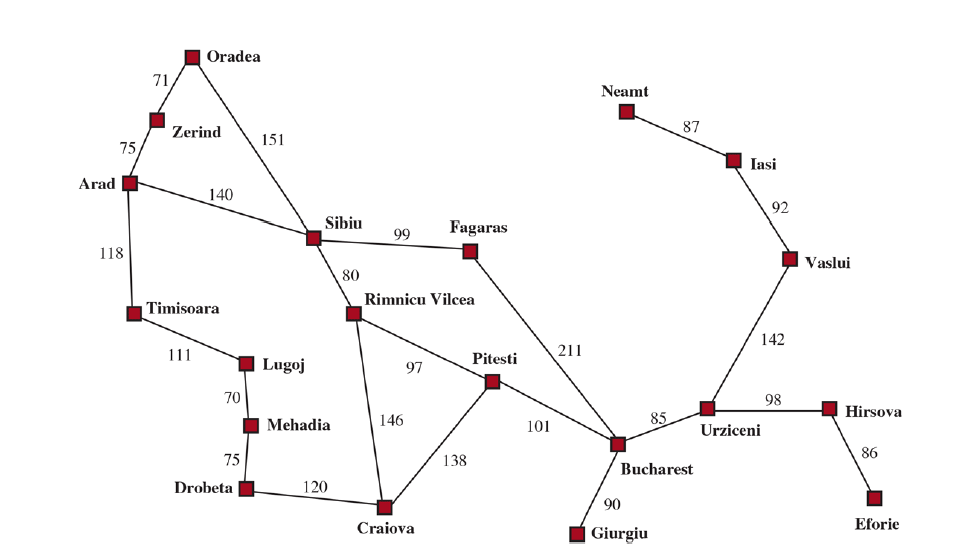 Oradea
71
Neamt
Zerind
87
151
75
Iasi
Arad
140
92
Sibiu
Fagaras
99
118
Vaslui
80
Timisoara
Rimnicu Vilcea
142
111
211
Lugoj
97
Pitesti
70
98
Hirsova
85
Mehadia
146
101
Urziceni
86
75
138
Bucharest
Drobeta
120
90
Craiova
Eforie
Giurgiu